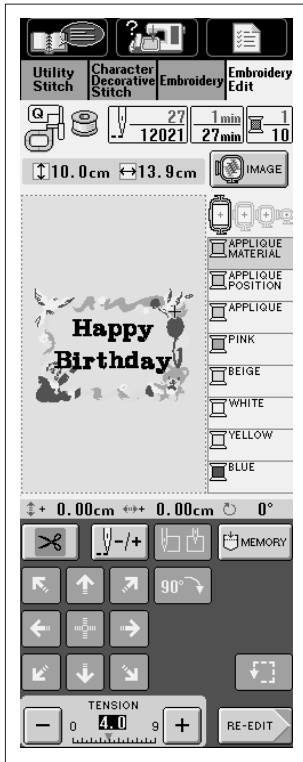 Utility
Stitch
Character
Decorative
Stitch
Embroidery
Embroidery
Edit
Q
27
12021
1 min
27min
1
10
10.0cm
13.9cm
IMAGE
APPLIQUE
MATERIAL
APPLIQUE
POSITION
APPLIQUE
PINK
BEIGE
WHITE
YELLOW
BLUE
Happy
Birthday
+ 0.00cm + 0.00cm 0°
-/+
MEMORY
90°
TENSION
- 0 4.0 9 +
RE-EDIT